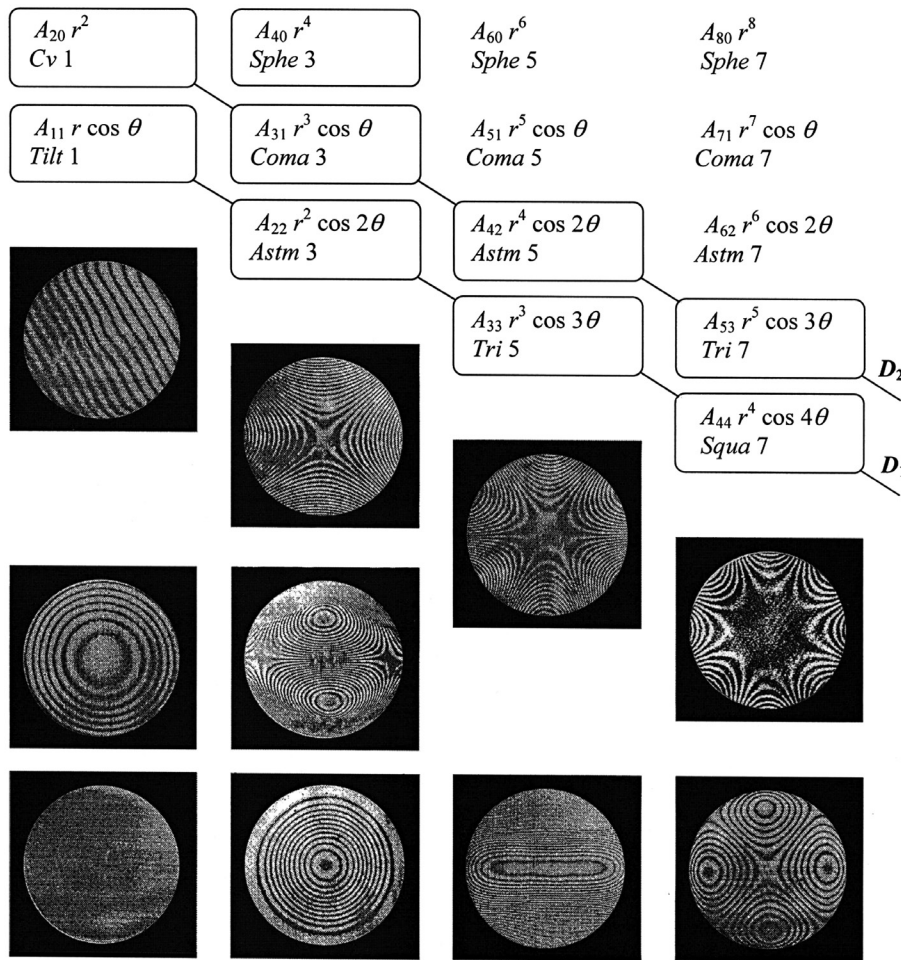 A₂₀ r² A₄₀ r⁴ A₆₀ r⁶ A₈₀ r⁸
Cv 1 Sphe 3 Sphe 5 Sphe 7
A₁₁ r cos θ A₃₁ r³ cos θ A₅₁ r⁵ cos θ A₇₁ r⁷ cos θ
Tilt 1 Coma 3 Coma 5 Coma 7
A₂₂ r² cos 2θ A₄₂ r⁴ cos 2θ A₆₂ r⁶ cos 2θ
Astm 3 Astm 5 Astm 7
A₃₃ r³ cos 3θ A₅₃ r⁵ cos 3θ
Tri 5 Tri 7
D₂
A₄₄ r⁴ cos 4θ
Squa 7